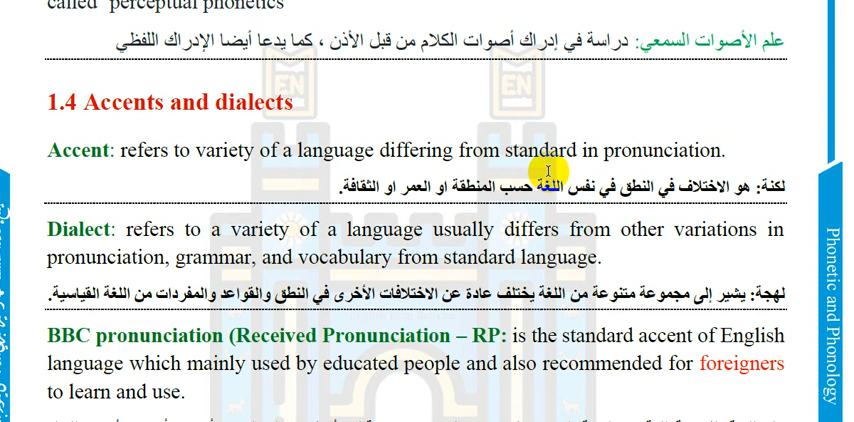 called "perceptual phonetics
علم الأصوات السمعي: دراسة في إدراك أصوات الكلام من قبل الأذن ، كما يدعا أيضا الإدراك اللفظي
EN EN
1.4 Accents and dialects
Accent: refers to variety of a language differing from standard in pronunciation.
لكنة: هو الاختلاف في النطق في نفس اللغة حسب المنطقة او العمر او الثقافة.
Dialect: refers to a variety of a language usually differs from other variations in
pronunciation, grammar, and vocabulary from standard language.
لهجة: يشير إلى مجموعة متنوعة من اللغة يختلف عادة عن الاختلافات الأخرى في النطق والقواعد والمفردات من اللغة القياسية.
BBC pronunciation (Received Pronunciation – RP: is the standard accent of English
language which mainly used by educated people and also recommended for foreigners
to learn and use.
Phonetic and Phonology